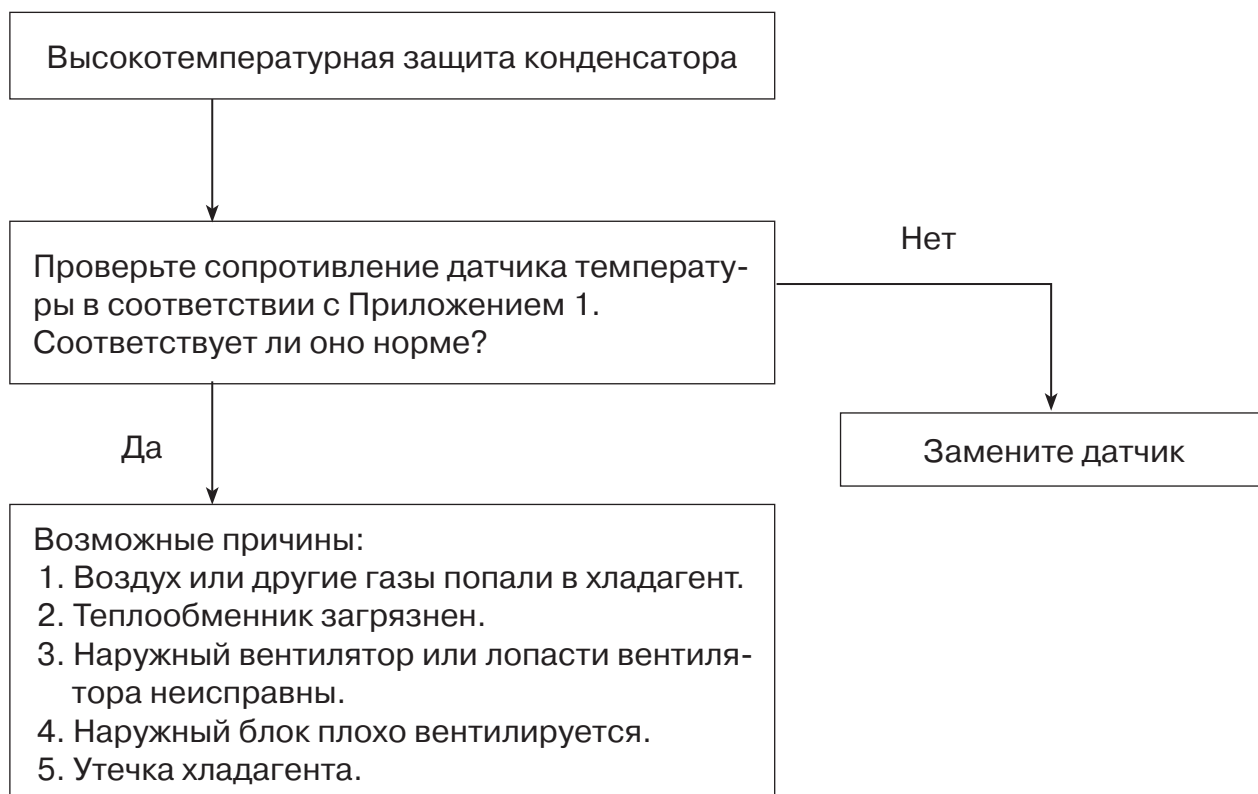 Высокотемпературная защита конденсатора
Проверьте сопротивление датчика температу-
ры в соответствии с Приложением 1.
Соответствует ли оно норме?
Нет
Замените датчик
Да
Возможные причины:
1. Воздух или другие газы попали в хладагент.
2. Теплообменник загрязнен.
3. Наружный вентилятор или лопасти вентиля-
тора неисправны.
4. Наружный блок плохо вентилируется.
5. Утечка хладагента.